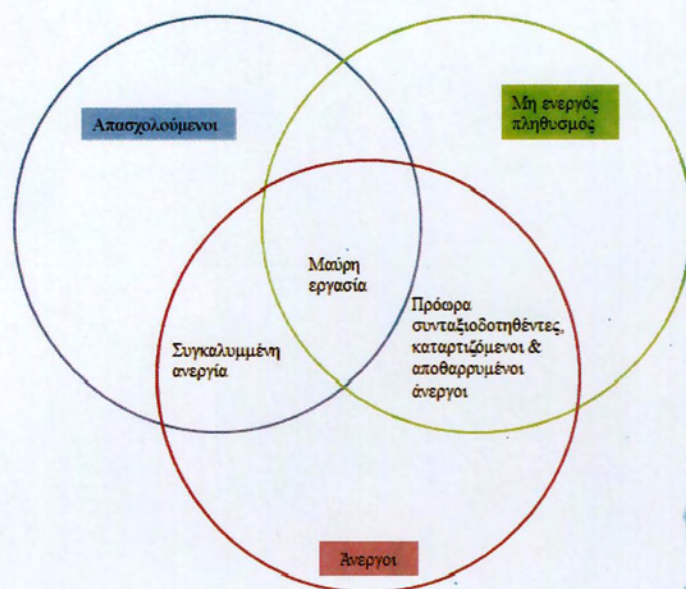 Απασχολούμενοι
Μη ενεργός
πληθυσμός
Μαύρη
εργασία
Πρόωρα
συνταξιοδοτηθέντες,
καταρτιζόμενοι &
αποθαρρυμένοι
άνεργοι
Συγκαλυμμένη
ανεργία
Άνεργοι